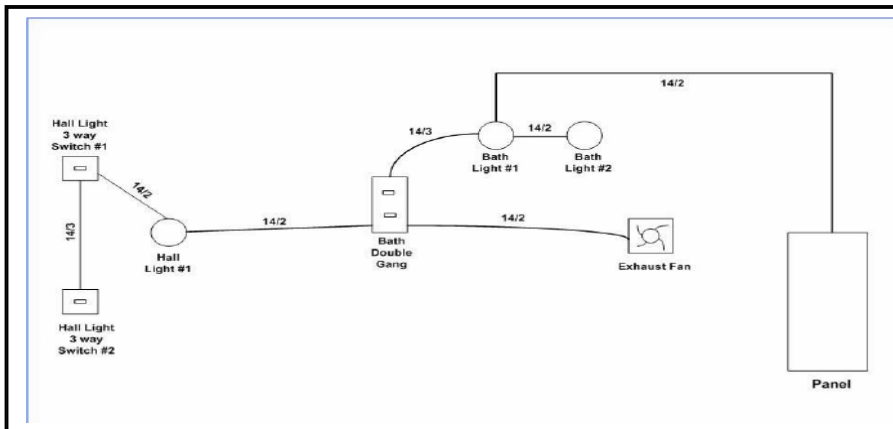 14/2
Hall Light
3 way
Switch #1
14/3
14/2
Bath
Light #1
Bath
Light #2
14/2
14/3
14/2
14/2
Hall
Light #1
Bath
Double
Gang
Exhaust Fan
Hall Light
3 way
Switch #2
Panel